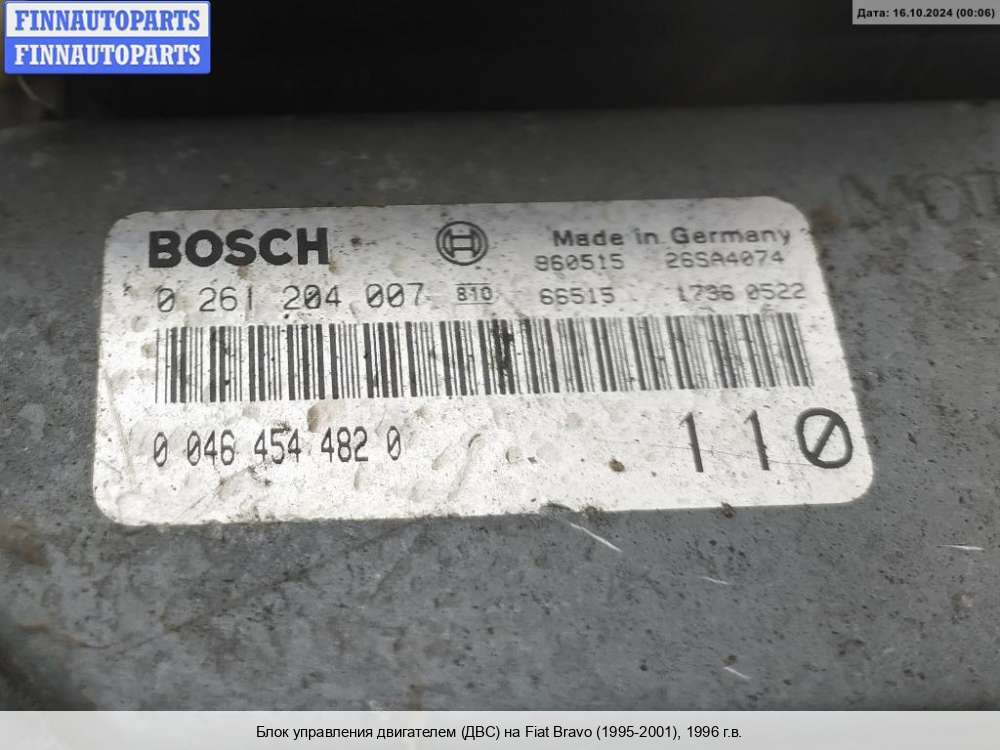 FINNAUTOPARTS
FINNAUTOPARTS
Дата: 16.10.2024 (00:06)
BOSCH
Made in Germany
960515 26SA4074
0 261 204 007 810 66515 1736 0522
0 046 454 482 0
110
Блок управления двигателем (ДВС) на Fiat Bravo (1995-2001), 1996 г.в.